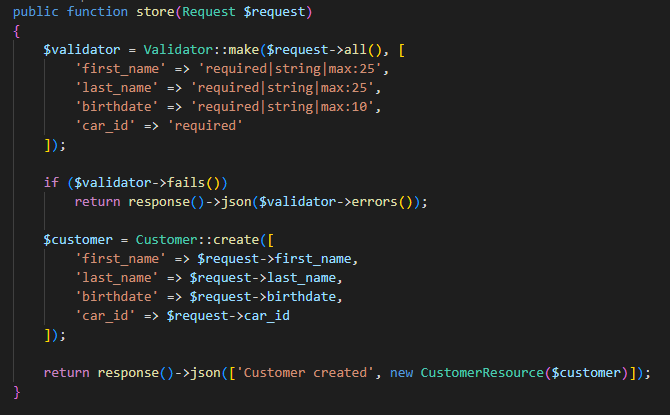 public function store(Request $request)
{
    $validator = Validator::make($request->all(), [
        'first_name' => 'required|string|max:25',
        'last_name' => 'required|string|max:25',
        'birthdate' => 'required|string|max:10',
        'car_id' => 'required'
    ]);

    if ($validator->fails())
        return response()->json($validator->errors());

    $customer = Customer::create([
        'first_name' => $request->first_name,
        'last_name' => $request->last_name,
        'birthdate' => $request->birthdate,
        'car_id' => $request->car_id
    ]);

    return response()->json(['Customer created', new CustomerResource($customer)]);
}